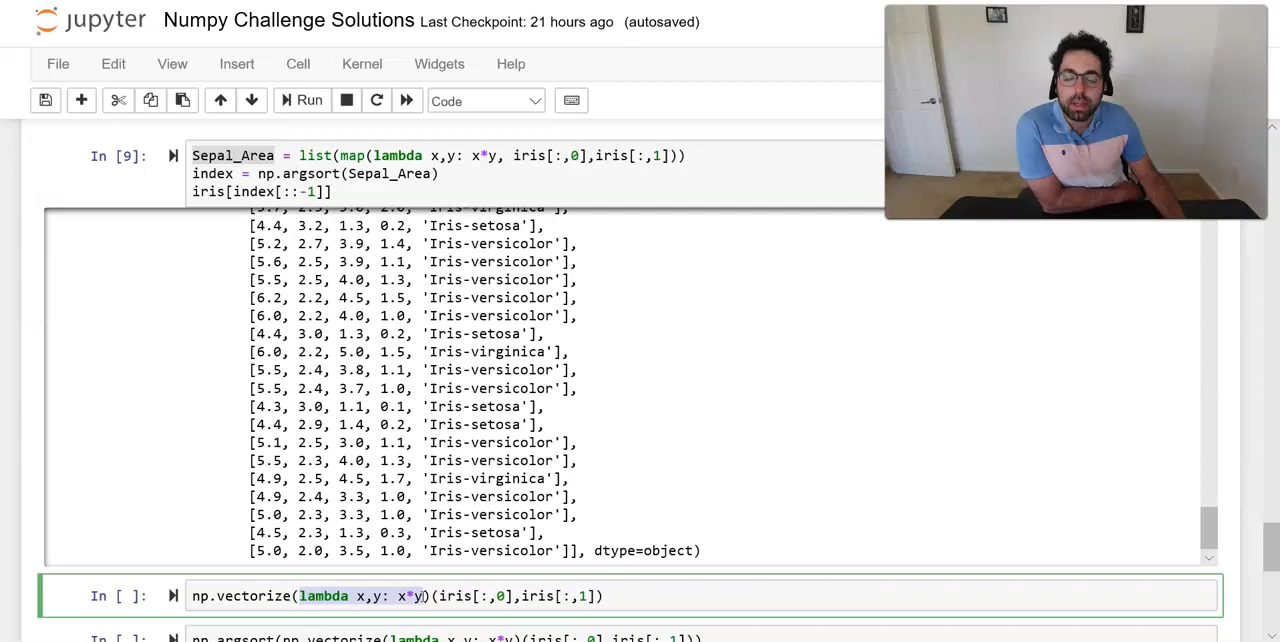 jupyter Numpy Challenge Solutions Last Checkpoint: 21 hours ago (autosaved)
File Edit View Insert Cell Kernel Widgets Help
Run Code
In [9]: Sepal_Area = list(map(lambda x,y: x*y, iris[:,0],iris[:,1]))
index = np.argsort(Sepal_Area)
iris[index[::-1]]
[4.4, 3.2, 1.3, 0.2, 'Iris-setosa'],
[5.2, 2.7, 3.9, 1.4, 'Iris-versicolor'],
[5.6, 2.5, 3.9, 1.1, 'Iris-versicolor'],
[5.5, 2.5, 4.0, 1.3, 'Iris-versicolor'],
[6.2, 2.2, 4.5, 1.5, 'Iris-versicolor'],
[6.0, 2.2, 4.0, 1.0, 'Iris-versicolor'],
[4.4, 3.0, 1.3, 0.2, 'Iris-setosa'],
[6.0, 2.2, 5.0, 1.5, 'Iris-virginica'],
[5.5, 2.4, 3.8, 1.1, 'Iris-versicolor'],
[5.5, 2.4, 3.7, 1.0, 'Iris-versicolor'],
[4.3, 3.0, 1.1, 0.1, 'Iris-setosa'],
[4.4, 2.9, 1.4, 0.2, 'Iris-setosa'],
[5.1, 2.5, 3.0, 1.1, 'Iris-versicolor'],
[5.5, 2.3, 4.0, 1.3, 'Iris-versicolor'],
[4.9, 2.5, 4.5, 1.7, 'Iris-virginica'],
[4.9, 2.4, 3.3, 1.0, 'Iris-versicolor'],
[5.0, 2.3, 3.3, 1.0, 'Iris-versicolor'],
[4.5, 2.3, 1.3, 0.3, 'Iris-setosa'],
[5.0, 2.0, 3.5, 1.0, 'Iris-versicolor']], dtype=object)
In [ ]: np.vectorize(lambda x,y: x*y)(iris[:,0],iris[:,1])
In [ ]: np.argsort(np.vectorize(lambda x,y: x*y)(iris[:,0],iris[:,1]))